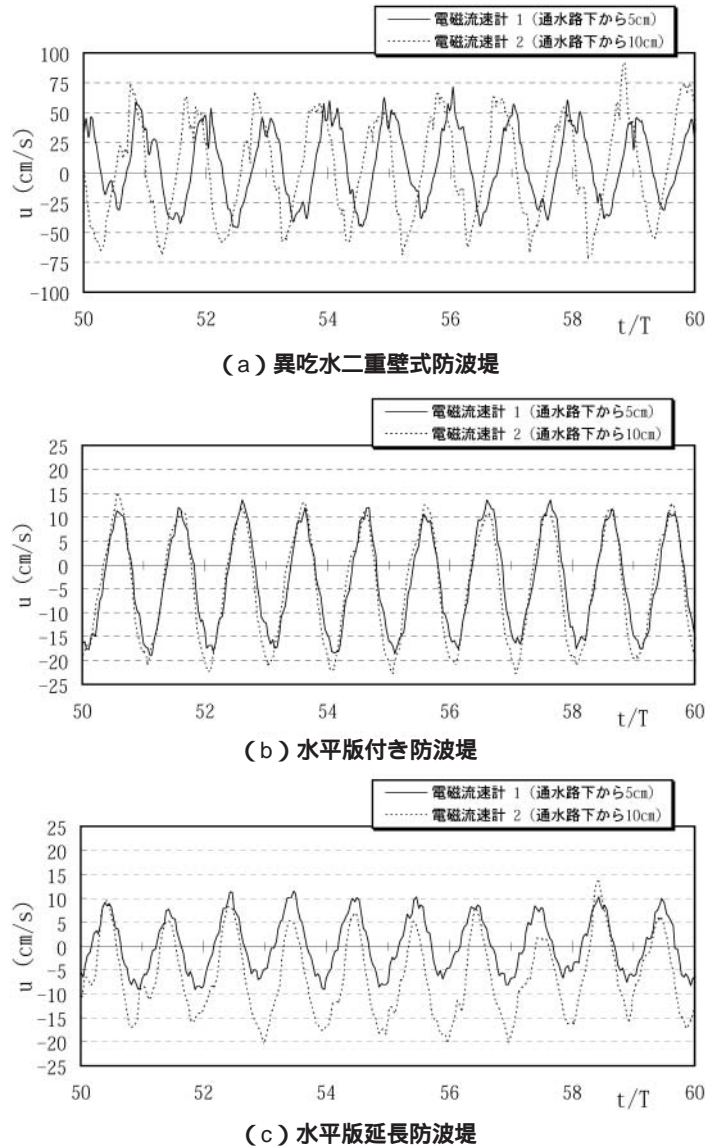 電磁流速計 1 (通水路下から5cm)
電磁流速計 2 (通水路下から10cm)
100
75
50
25
0
-25
-50
-75
-100
u (cm/s)
50 52 54 56 58 60
t/T
(a) 異吃水二重壁式防波堤
電磁流速計 1 (通水路下から5cm)
電磁流速計 2 (通水路下から10cm)
25
20
15
10
5
0
-5
-10
-15
-20
-25
u (cm/s)
50 52 54 56 58 60
t/T
(b) 水平版付き防波堤
電磁流速計 1 (通水路下から5cm)
電磁流速計 2 (通水路下から10cm)
25
20
15
10
5
0
-5
-10
-15
-20
-25
u (cm/s)
50 52 54 56 58 60
t/T
(c) 水平版延長防波堤